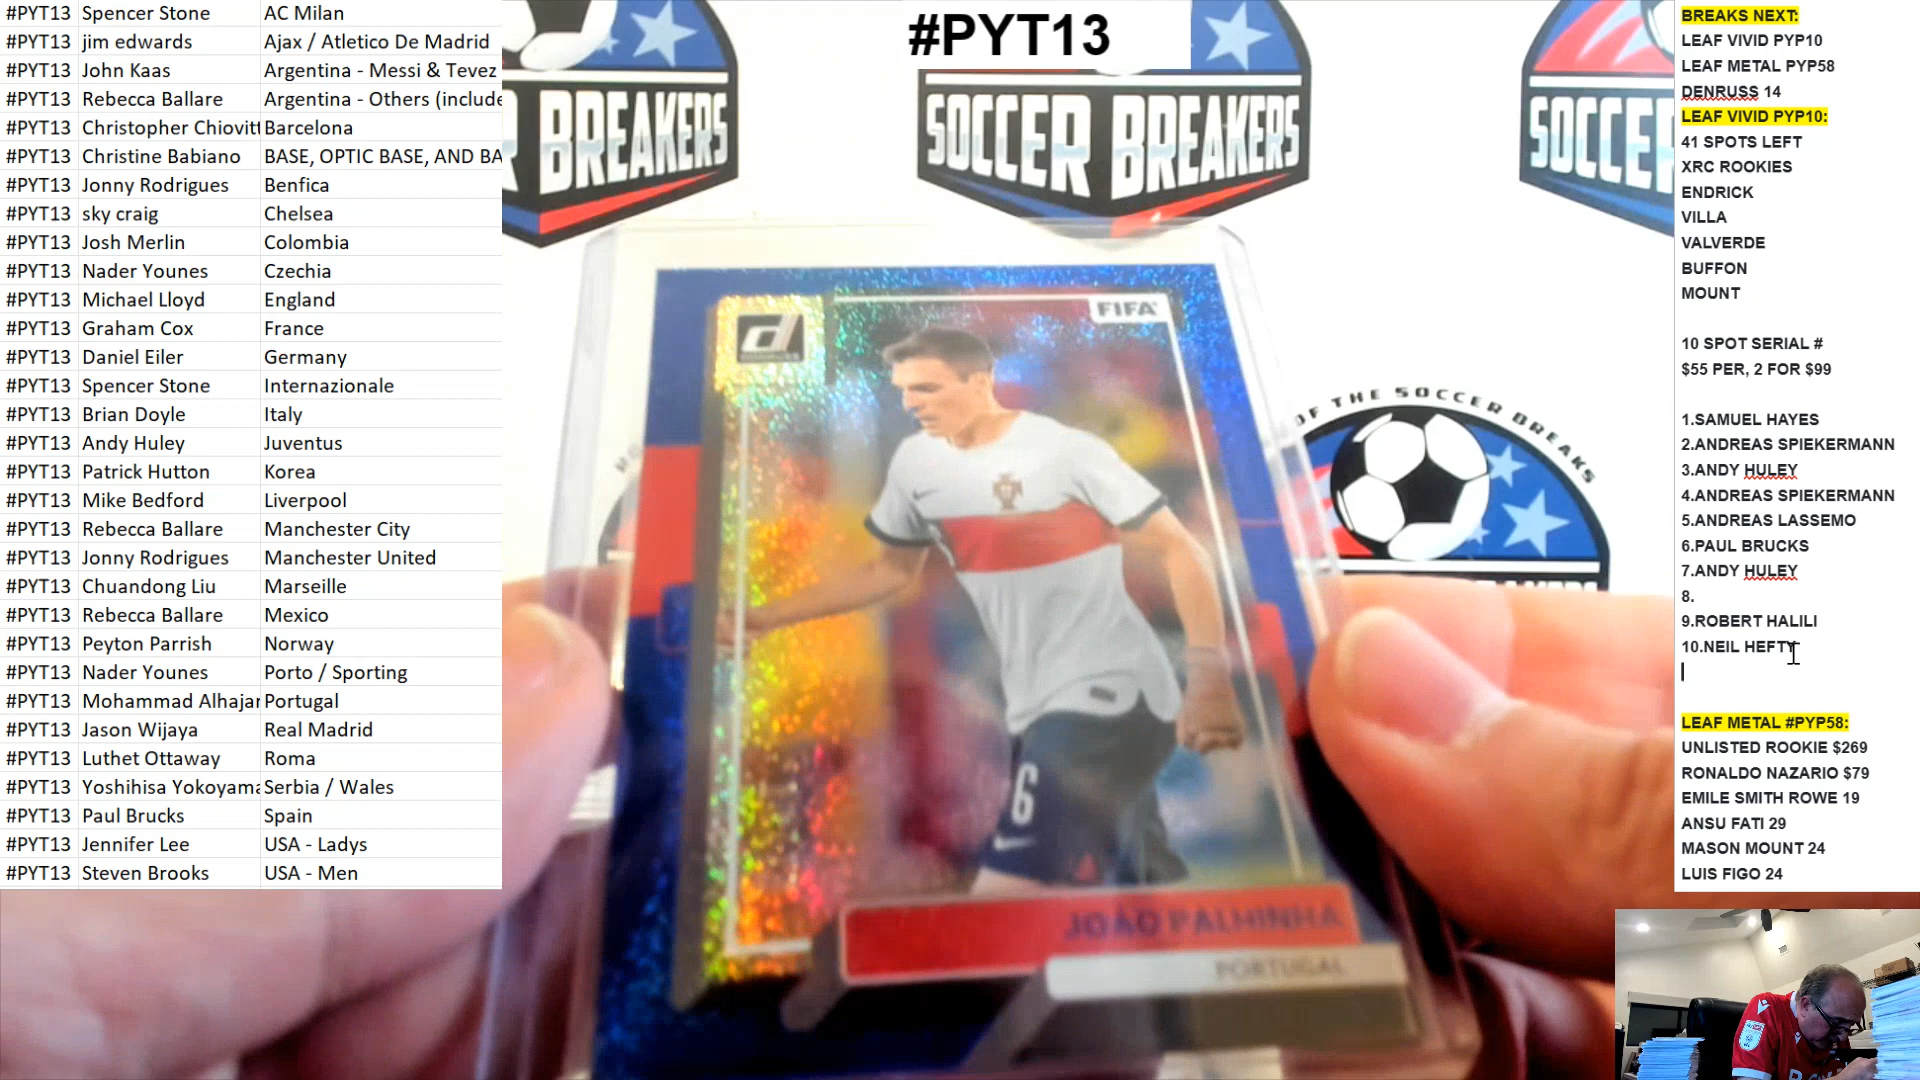 #PYT13 Spencer Stone AC Milan
#PYT13 jim edwards Ajax / Atletico De Madrid
#PYT13 John Kaas Argentina - Messi & Tevez
#PYT13 Rebecca Ballare Argentina - Others (include
#PYT13 Christopher Chiovitt Barcelona
#PYT13 Christine Babiano BASE, OPTIC BASE, AND BA
#PYT13 Jonny Rodrigues Benfica
#PYT13 sky craig Chelsea
#PYT13 Josh Merlin Colombia
#PYT13 Nader Younes Czechia
#PYT13 Michael Lloyd England
#PYT13 Graham Cox France
#PYT13 Daniel Eiler Germany
#PYT13 Spencer Stone Internazionale
#PYT13 Brian Doyle Italy
#PYT13 Andy Huley Juventus
#PYT13 Patrick Hutton Korea
#PYT13 Mike Bedford Liverpool
#PYT13 Rebecca Ballare Manchester City
#PYT13 Jonny Rodrigues Manchester United
#PYT13 Chuandong Liu Marseille
#PYT13 Rebecca Ballare Mexico
#PYT13 Peyton Parrish Norway
#PYT13 Nader Younes Porto / Sporting
#PYT13 Mohammad Alhajar Portugal
#PYT13 Jason Wijaya Real Madrid
#PYT13 Luthet Ottaway Roma
#PYT13 Yoshihisa Yokoyama Serbia / Wales
#PYT13 Paul Brucks Spain
#PYT13 Jennifer Lee USA - Ladys
#PYT13 Steven Brooks USA - Men
#PYT13
BREAKERS
SOCCER BREAKERS
SOCCER
OF THE SOCCER BREAKS
FIFA
6
JOÃO PALHINHA
PORTUGAL
BREAKS NEXT:
LEAF VIVID PYP10
LEAF METAL PYP58
DENRUSS 14
LEAF VIVID PYP10:
41 SPOTS LEFT
XRC ROOKIES
ENDRICK
VILLA
VALVERDE
BUFFON
MOUNT
10 SPOT SERIAL #
$55 PER, 2 FOR $99
1.SAMUEL HAYES
2.ANDREAS SPIEKERMANN
3.ANDY HULEY
4.ANDREAS SPIEKERMANN
5.ANDREAS LASSEMO
6.PAUL BRUCKS
7.ANDY HULEY
8.
9.ROBERT HALILI
10.NEIL HEFTY
LEAF METAL #PYP58:
UNLISTED ROOKIE $269
RONALDO NAZARIO $79
EMILE SMITH ROWE 19
ANSU FATI 29
MASON MOUNT 24
LUIS FIGO 24